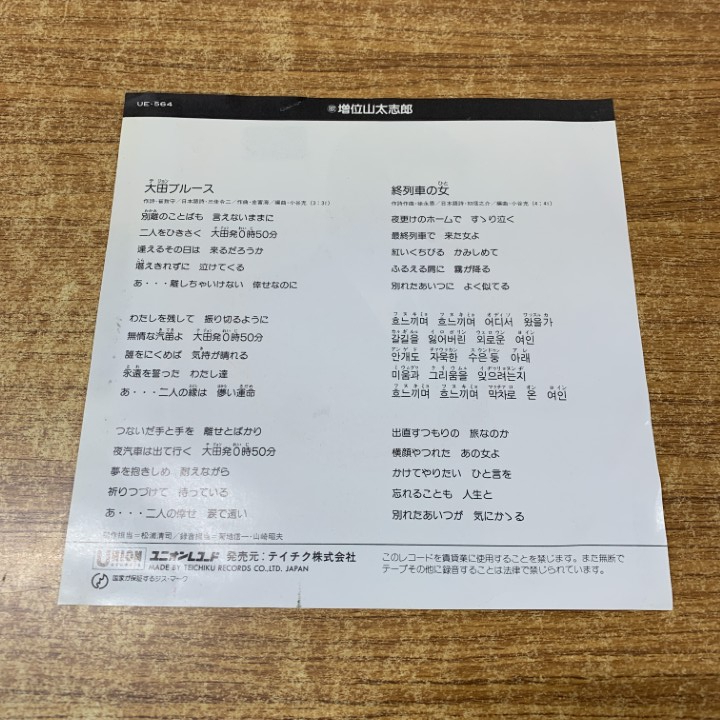 UE-564
増位山太志郎
大田ブルース
別離のことばも 言えないままに
二人をひきさく 大田発0時50分
逢えるその日は 来るだろうか
堪えきれずに 泣けてくる
あ・・・離しちゃいけない 倖せなのに
わたしを残して 振り切るように
無情な汽笛よ 大田発0時50分
誰をにくめば 気持が晴れる
永遠を誓った わたし達
あ・・・二人の縁は 儚い運命
つないだ手と手を 離せとばかり
夜汽車は出て行く 大田発0時50分
夢を抱きしめ 耐えながら
祈りつづけて 待っている
あ・・・二人の倖せ 涙で遠い
終列車の女
夜更けのホームで すゝり泣く
最終列車で 来た女よ
紅いくちびる かみしめて
ふるえる肩に 霧が降る
別れたあいつに よく似てる
흐느끼며 흐느끼며 어디서 왔을까
갈길을 잃어버린 외로운 여인
안개도 자욱한 수은등 아래
미움과 그리움을 잊으려는지
흐느끼며 흐느끼며 막차로 온 여인
出直すつもりの 旅なのか
横顔やつれた あの女よ
かけてやりたい ひと言を
忘れることも 人生と
別れたあいつが 気にかゝる
UNION RECORDS ユニオンレコード 発売元:テイチク株式会社
MADE BY TEICHIKU RECORDS CO.,LTD. JAPAN
国家が保証するジス・マーク
このレコードを賃貸業に使用することを禁じます。また無断で
テープその他に録音することは法律で禁じられています。